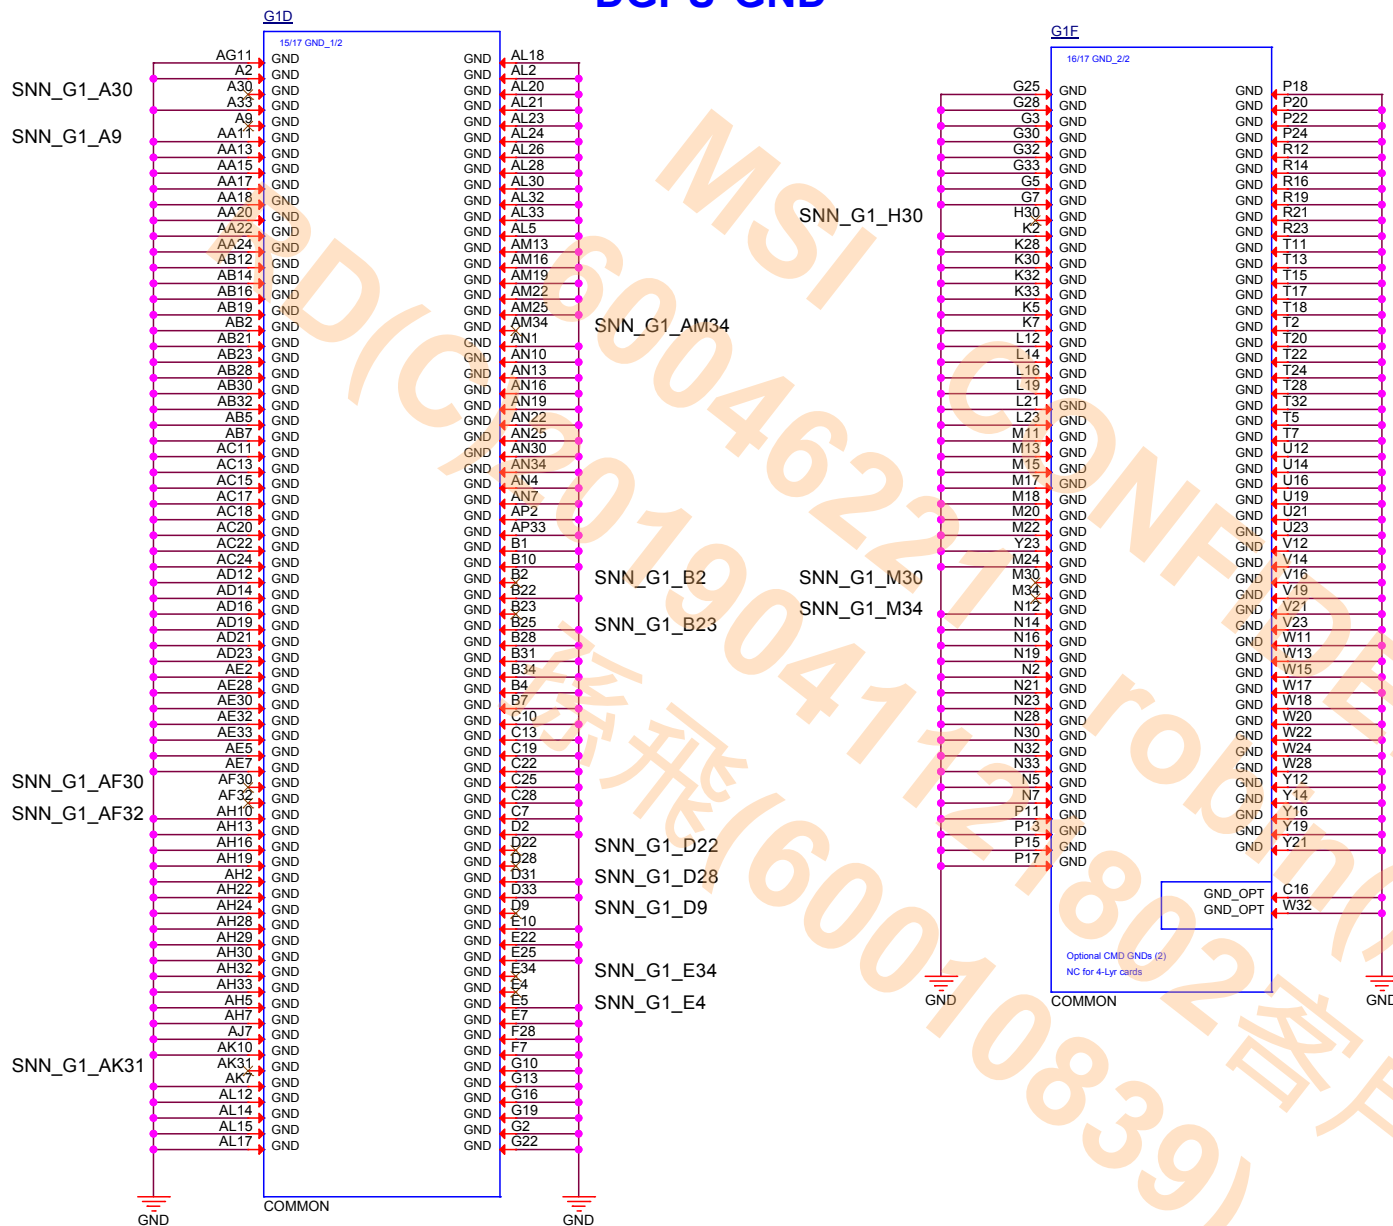 DGPU GND
G1D
15/17 GND_1/2
AG11 GND GND AL18
A2 GND GND AL2
SNN_G1_A30 A30 GND GND AL20
A33 GND GND AL21
A9 GND GND AL23
SNN_G1_A9 AA11 GND GND AL24
AA13 GND GND AL26
AA15 GND GND AL28
AA17 GND GND AL30
AA18 GND GND AL32
AA20 GND GND AL33
AA22 GND GND AL5
AA24 GND GND AM13
AB12 GND GND AM16
AB14 GND GND AM19
AB16 GND GND AM22
AB19 GND GND AM25
AB2 GND GND AM34 SNN_G1_AM34
AB21 GND GND AN1
AB23 GND GND AN10
AB28 GND GND AN13
AB30 GND GND AN16
AB32 GND GND AN19
AB5 GND GND AN22
AB7 GND GND AN25
AC11 GND GND AN30
AC13 GND GND AN34
AC15 GND GND AN4
AC17 GND GND AN7
AC18 GND GND AP2
AC20 GND GND AP33
AC22 GND GND B1
AC24 GND GND B10
AD12 GND GND B2 SNN_G1_B2
AD14 GND GND B22
AD16 GND GND B23 SNN_G1_B23
AD19 GND GND B25
AD21 GND GND B28
AD23 GND GND B31
AE2 GND GND B34
AE28 GND GND B4
AE30 GND GND B7
AE32 GND GND C10
AE33 GND GND C13
AE5 GND GND C19
AE7 GND GND C22
SNN_G1_AF30 AF30 GND GND C25
AF32 GND GND C28
SNN_G1_AF32 AH10 GND GND C7
AH13 GND GND D2
AH16 GND GND D22 SNN_G1_D22
AH19 GND GND D28
AH2 GND GND D31 SNN_G1_D28
AH22 GND GND D33
AH24 GND GND D9 SNN_G1_D9
AH28 GND GND E10
AH29 GND GND E22
AH30 GND GND E25
AH32 GND GND E34 SNN_G1_E34
AH33 GND GND E4
AH5 GND GND E5 SNN_G1_E4
AH7 GND GND E7
AJ7 GND GND F28
AK10 GND GND F7
SNN_G1_AK31 AK31 GND GND G10
AK7 GND GND G13
AL12 GND GND G16
AL14 GND GND G19
AL15 GND GND G2
AL17 GND GND G22
COMMON
GND GND
G1F
16/17 GND_2/2
G25 GND GND P18
G28 GND GND P20
G3 GND GND P22
G30 GND GND P24
G32 GND GND R12
G33 GND GND R14
G5 GND GND R16
G7 GND GND R19
SNN_G1_H30 H30 GND GND R21
K2 GND GND R23
K28 GND GND T11
K30 GND GND T13
K32 GND GND T15
K33 GND GND T17
K5 GND GND T18
K7 GND GND T2
L12 GND GND T20
L14 GND GND T22
L16 GND GND T24
L19 GND GND T28
L21 GND GND T32
L23 GND GND T5
M11 GND GND T7
M13 GND GND U12
M15 GND GND U14
M17 GND GND U16
M18 GND GND U19
M20 GND GND U21
M22 GND GND U23
Y23 GND GND V12
M24 GND GND V14
SNN_G1_M30 M30 GND GND V16
M34 GND GND V19
SNN_G1_M34 N12 GND GND V21
N14 GND GND V23
N16 GND GND W11
N19 GND GND W13
N2 GND GND W15
N21 GND GND W17
N23 GND GND W18
N28 GND GND W20
N30 GND GND W22
N32 GND GND W24
N33 GND GND W28
N5 GND GND Y12
N7 GND GND Y14
P11 GND GND Y16
P13 GND GND Y19
P15 GND GND Y21
P17 GND
GND_OPT C16
GND_OPT W32
Optional CMD GNDs (2)
NC for 4-Lyr cards
COMMON
GND GND
MSI CONFIDE
60046221 robin(
RD(C)2019041121802客戶
孫飛(60010839)